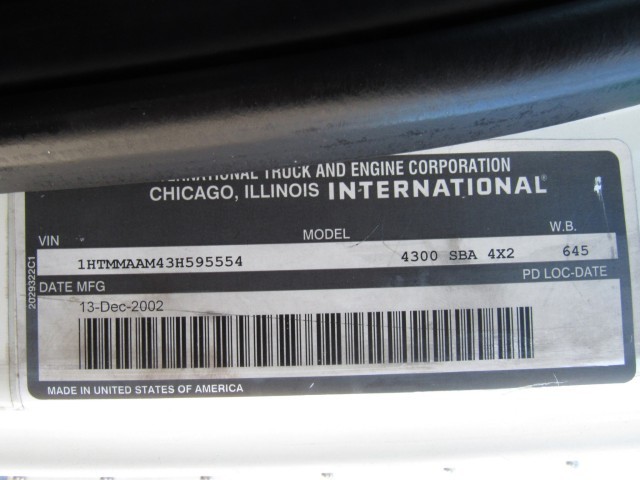 INTERNATIONAL TRUCK AND ENGINE CORPORATION
CHICAGO, ILLINOIS INTERNATIONAL®
VIN MODEL W.B.
1HTMMAAM43H595554 4300 SBA 4X2 645
DATE MFG PD LOC-DATE
13-Dec-2002
MADE IN UNITED STATES OF AMERICA
2029322C1